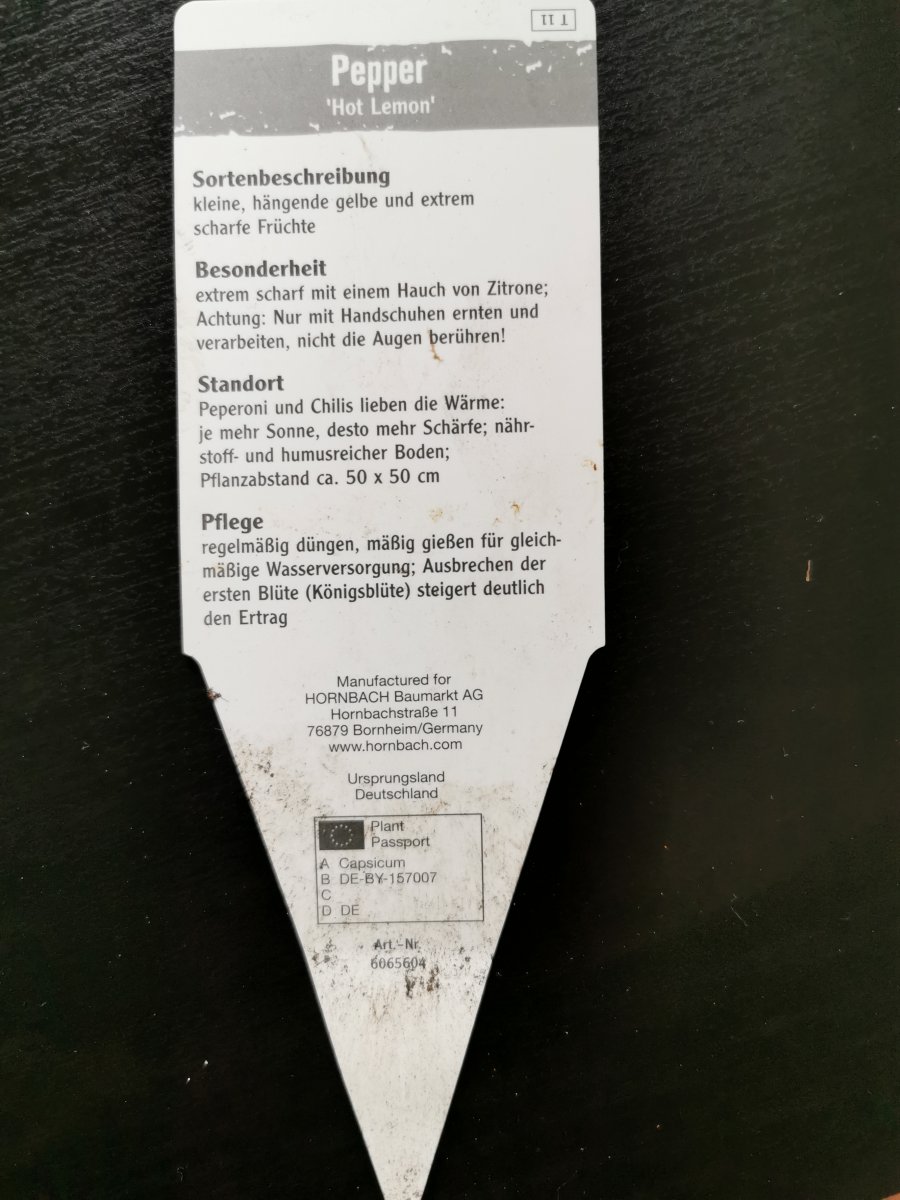 T 11
Pepper
'Hot Lemon'
Sortenbeschreibung
kleine, hängende gelbe und extrem
scharfe Früchte
Besonderheit
extrem scharf mit einem Hauch von Zitrone;
Achtung: Nur mit Handschuhen ernten und
verarbeiten, nicht die Augen berühren!
Standort
Peperoni und Chilis lieben die Wärme:
je mehr Sonne, desto mehr Schärfe; nähr-
stoff- und humusreicher Boden;
Pflanzabstand ca. 50 x 50 cm
Pflege
regelmäßig düngen, mäßig gießen für gleich-
mäßige Wasserversorgung; Ausbrechen der
ersten Blüte (Königsblüte) steigert deutlich
den Ertrag
Manufactured for
HORNBACH Baumarkt AG
Hornbachstraße 11
76879 Bornheim/Germany
www.hornbach.com
Ursprungsland
Deutschland
Plant
Passport
A Capsicum
B DE-BY-157007
C
D DE
Art.-Nr.
6065604